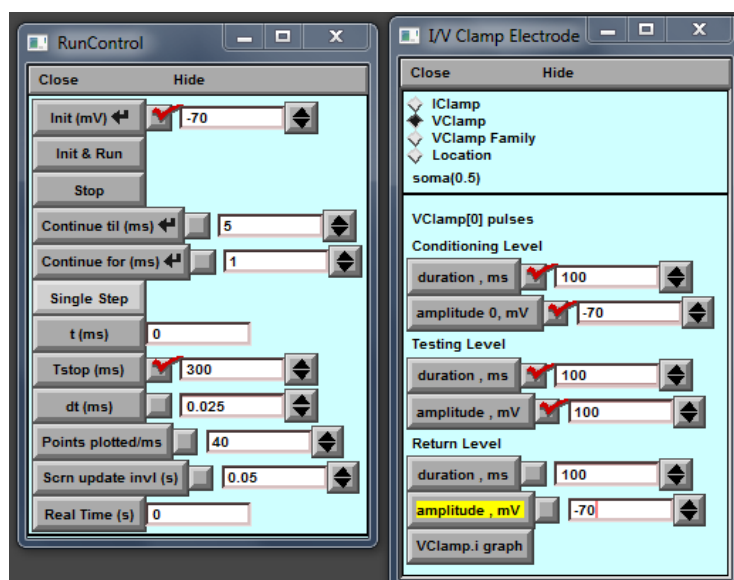 RunControl
Close Hide
Init (mV) -70
Init & Run
Stop
Continue til (ms) 5
Continue for (ms) 1
Single Step
t (ms) 0
Tstop (ms) 300
dt (ms) 0.025
Points plotted/ms 40
Scrn update invl (s) 0.05
Real Time (s) 0
I/V Clamp Electrode
Close Hide
IClamp
VClamp
VClamp Family
Location
soma(0.5)
VClamp[0] pulses
Conditioning Level
duration , ms 100
amplitude 0, mV -70
Testing Level
duration , ms 100
amplitude , mV 100
Return Level
duration , ms 100
amplitude , mV -70
VClamp.i graph